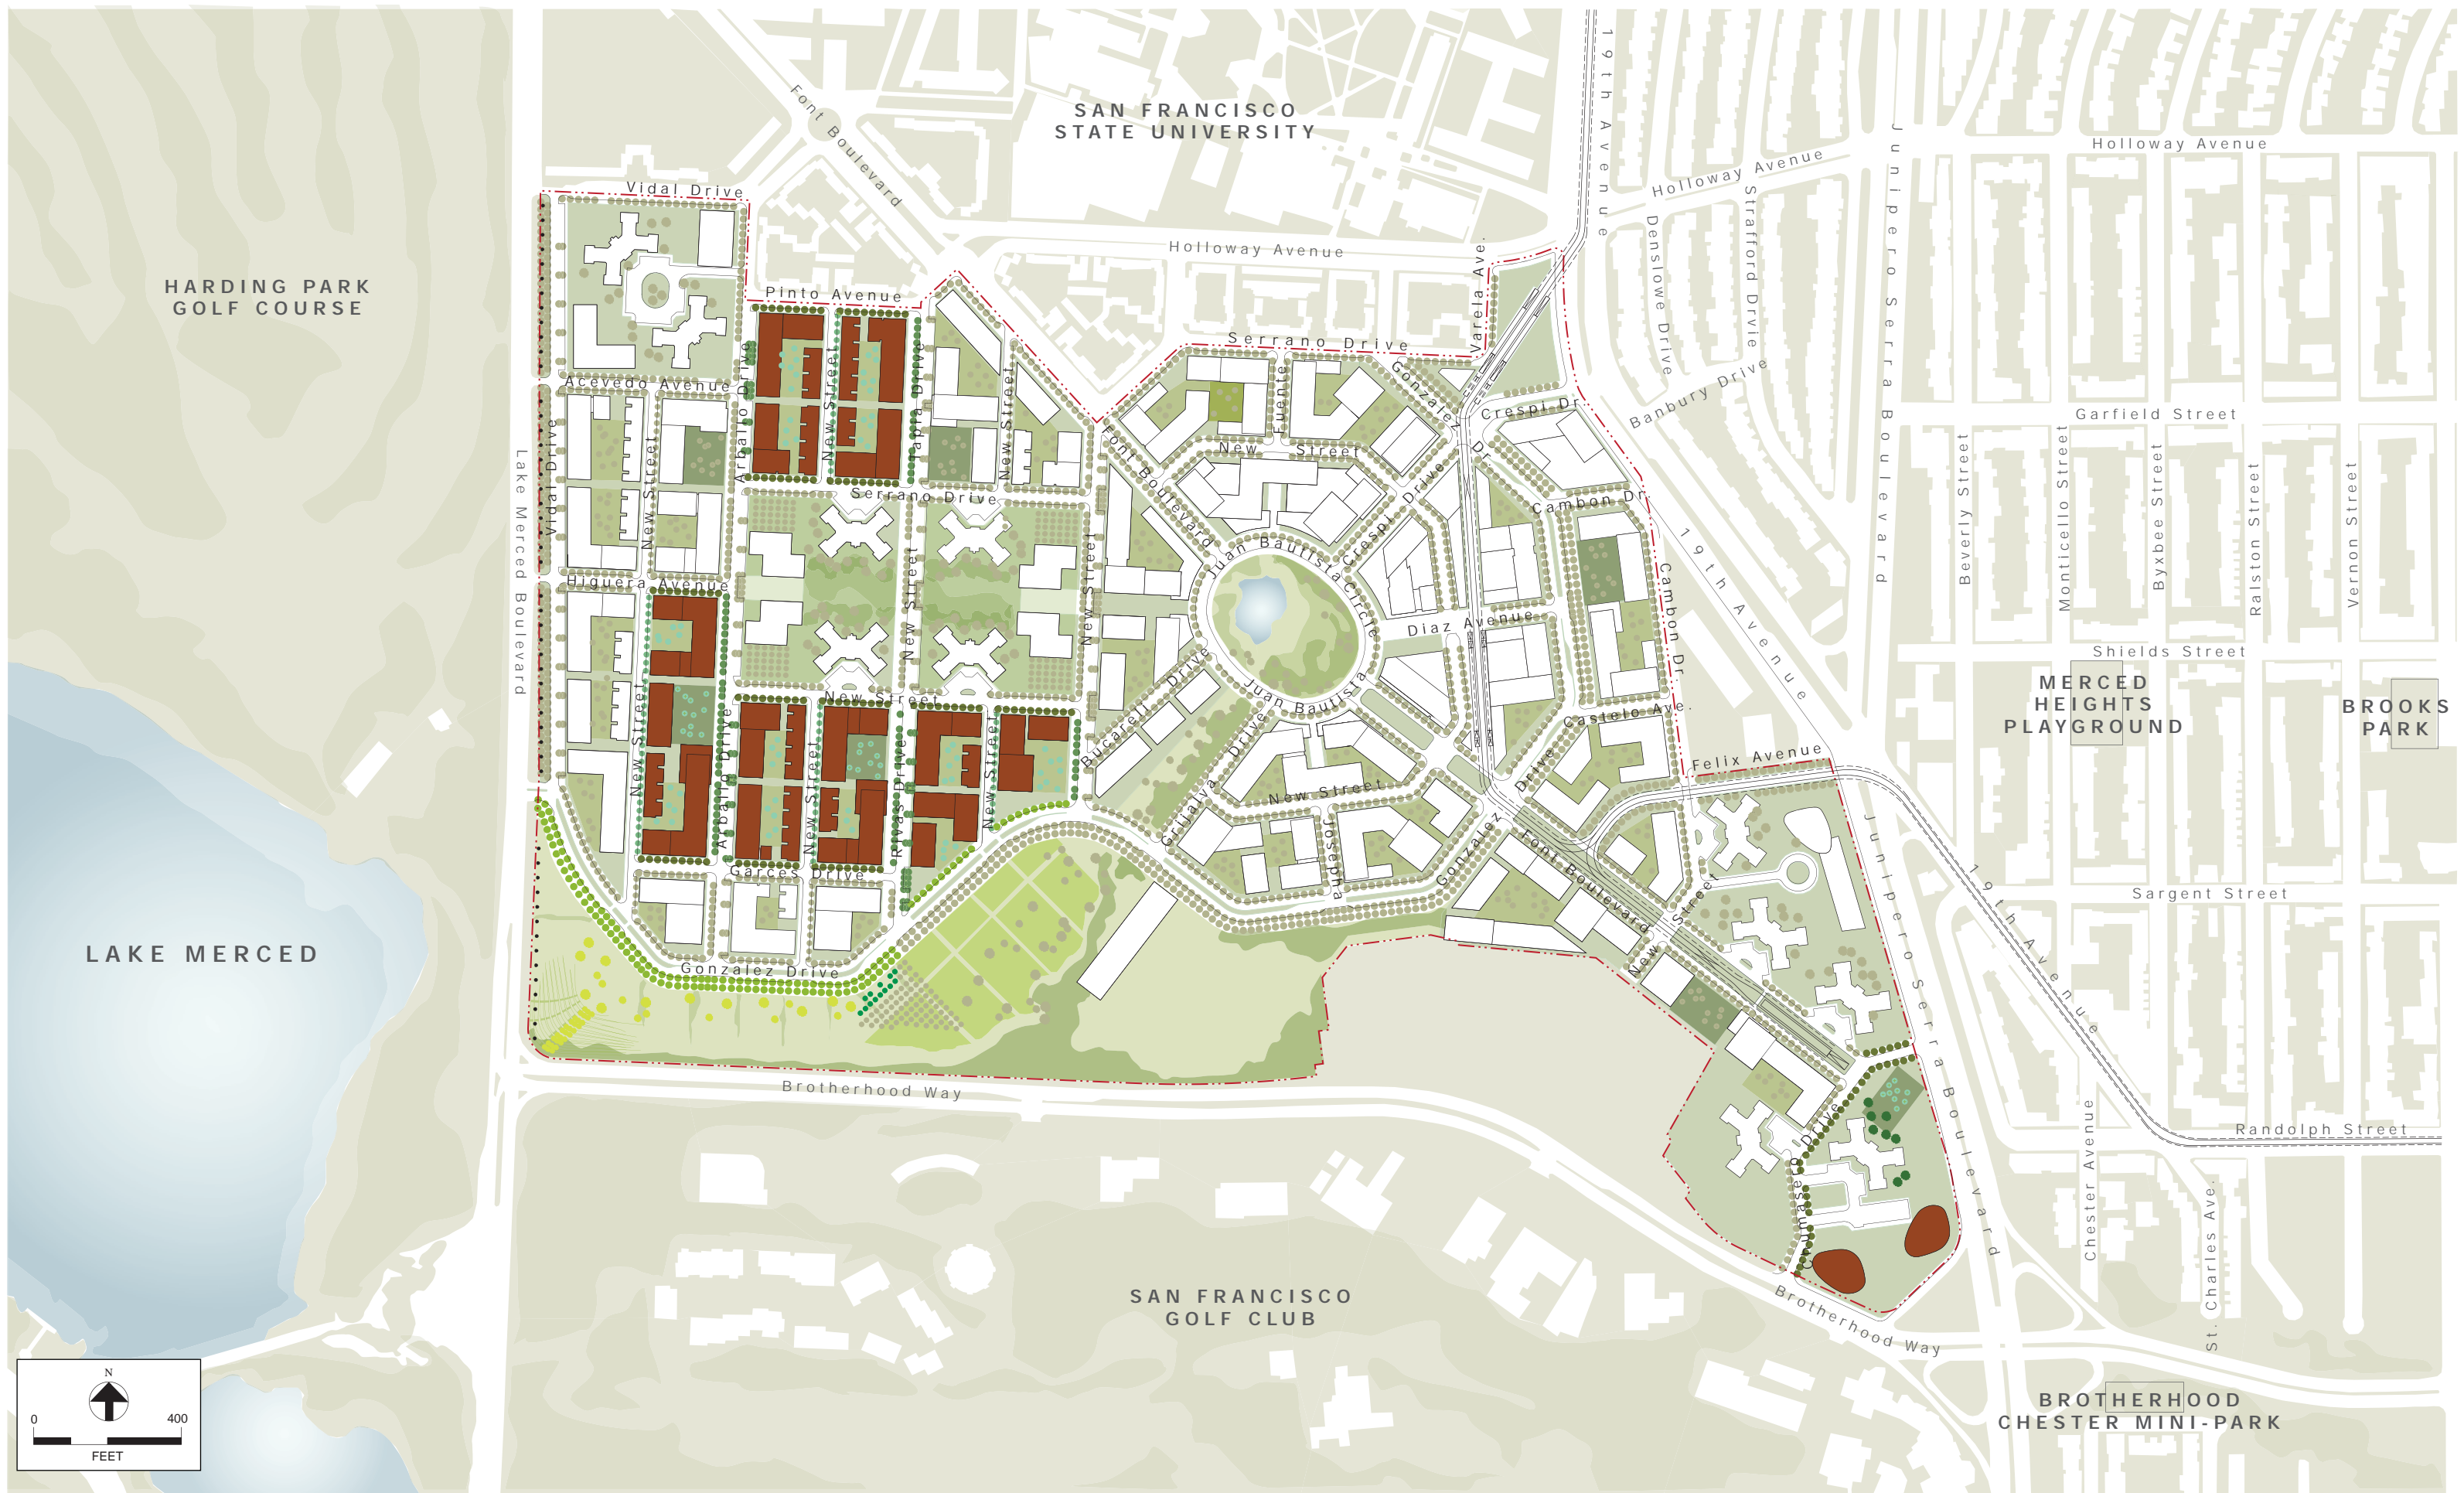 Font Boulevard
SAN FRANCISCO
STATE UNIVERSITY
19th Avenue
Junipero Serra Boulevard
Holloway Avenue
Holloway Avenue
Strafford Drvie
Denslowe Drive
Vidal Drive
Holloway Avenue
Varela Ave.
HARDING PARK
GOLF COURSE
Pinto Avenue
Serrano Drive
Banbury Drive
Acevedo Avenue
Arballo Drive
New Street
Tapia Drive
New Street
Fuente
Gonzalez Dr.
Crespi Dr.
Garfield Street
Lake Merced Boulevard
Vidal Drive
New Street
Font Boulevard
New Street
Crespi Drive
Serrano Drive
Cambon Dr.
Beverly Street
Monticello Street
Byxbee Street
Ralston Street
Vernon Street
19th Avenue
Juan Bautista Circle
New Street
New Street
Higuera Avenue
Diaz Avenue
Cambon Dr.
Shields Street
MERCED
HEIGHTS
PLAYGROUND
BROOKS
PARK
New Street
New Street
Arballo Drive
New Street
Rivas Drive
New Street
Bucareli Drive
Juan Bautista
Grijalva Drive
Castelo Ave.
Felix Avenue
New Street
Josepha
Gonzalez Drive
Font Boulevard
Junipero Serra Boulevard
19th Avenue
Garces Drive
Sargent Street
New Street
LAKE MERCED
Gonzalez Drive
Brotherhood Way
Chumasero Drive
Randolph Street
Chester Avenue
St. Charles Ave.
SAN FRANCISCO
GOLF CLUB
Brotherhood Way
N
0 400
FEET
BROTHERHOOD
CHESTER MINI-PARK